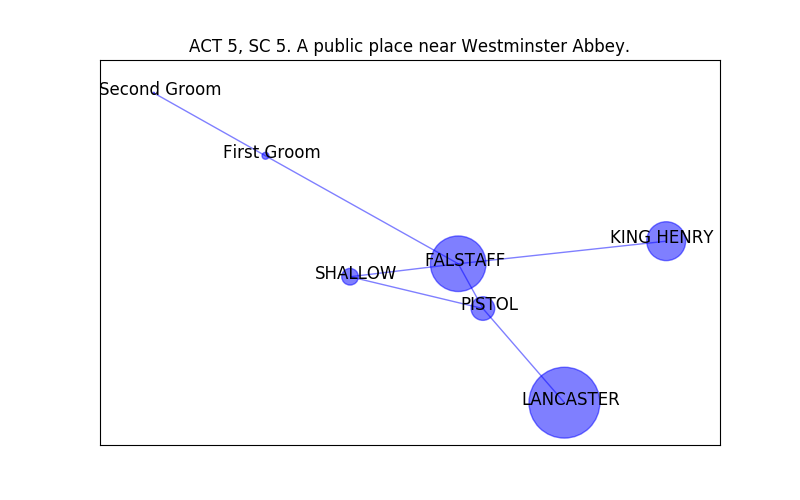 ACT 5, SC 5. A public place near Westminster Abbey.
Second Groom
First Groom
KING HENRY
FALSTAFF
SHALLOW
PISTOL
LANCASTER